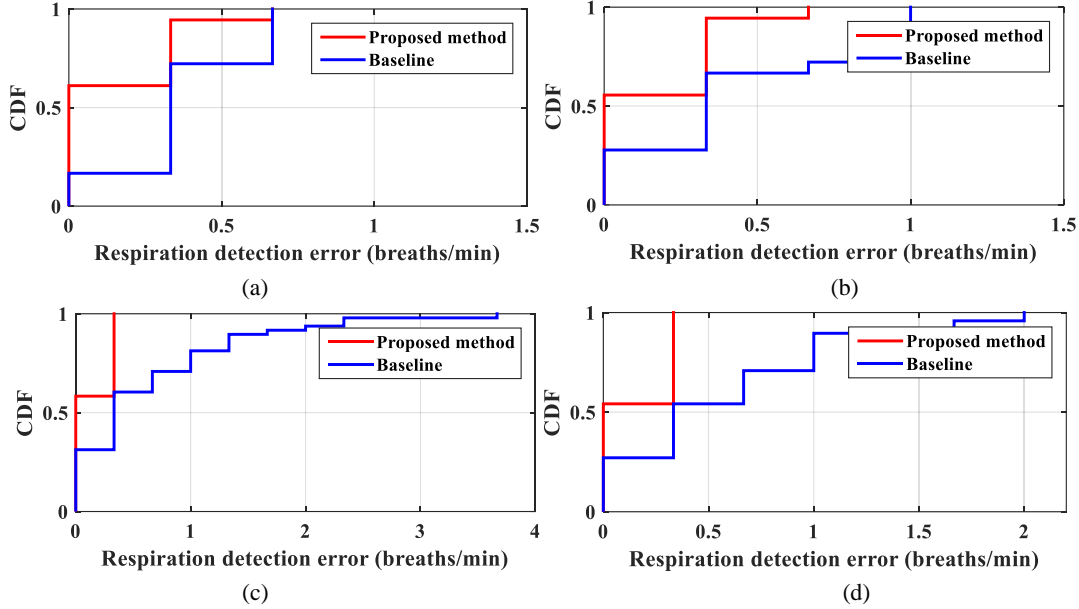 1
0.5
0
CDF
Proposed method
Baseline
0 0.5 1 1.5
Respiration detection error (breaths/min)
(a)
1
0.5
0
CDF
Proposed method
Baseline
0 0.5 1 1.5
Respiration detection error (breaths/min)
(b)
1
0.5
0
CDF
Proposed method
Baseline
0 1 2 3 4
Respiration detection error (breaths/min)
(c)
1
0.5
0
CDF
Proposed method
Baseline
0 0.5 1 1.5 2
Respiration detection error (breaths/min)
(d)